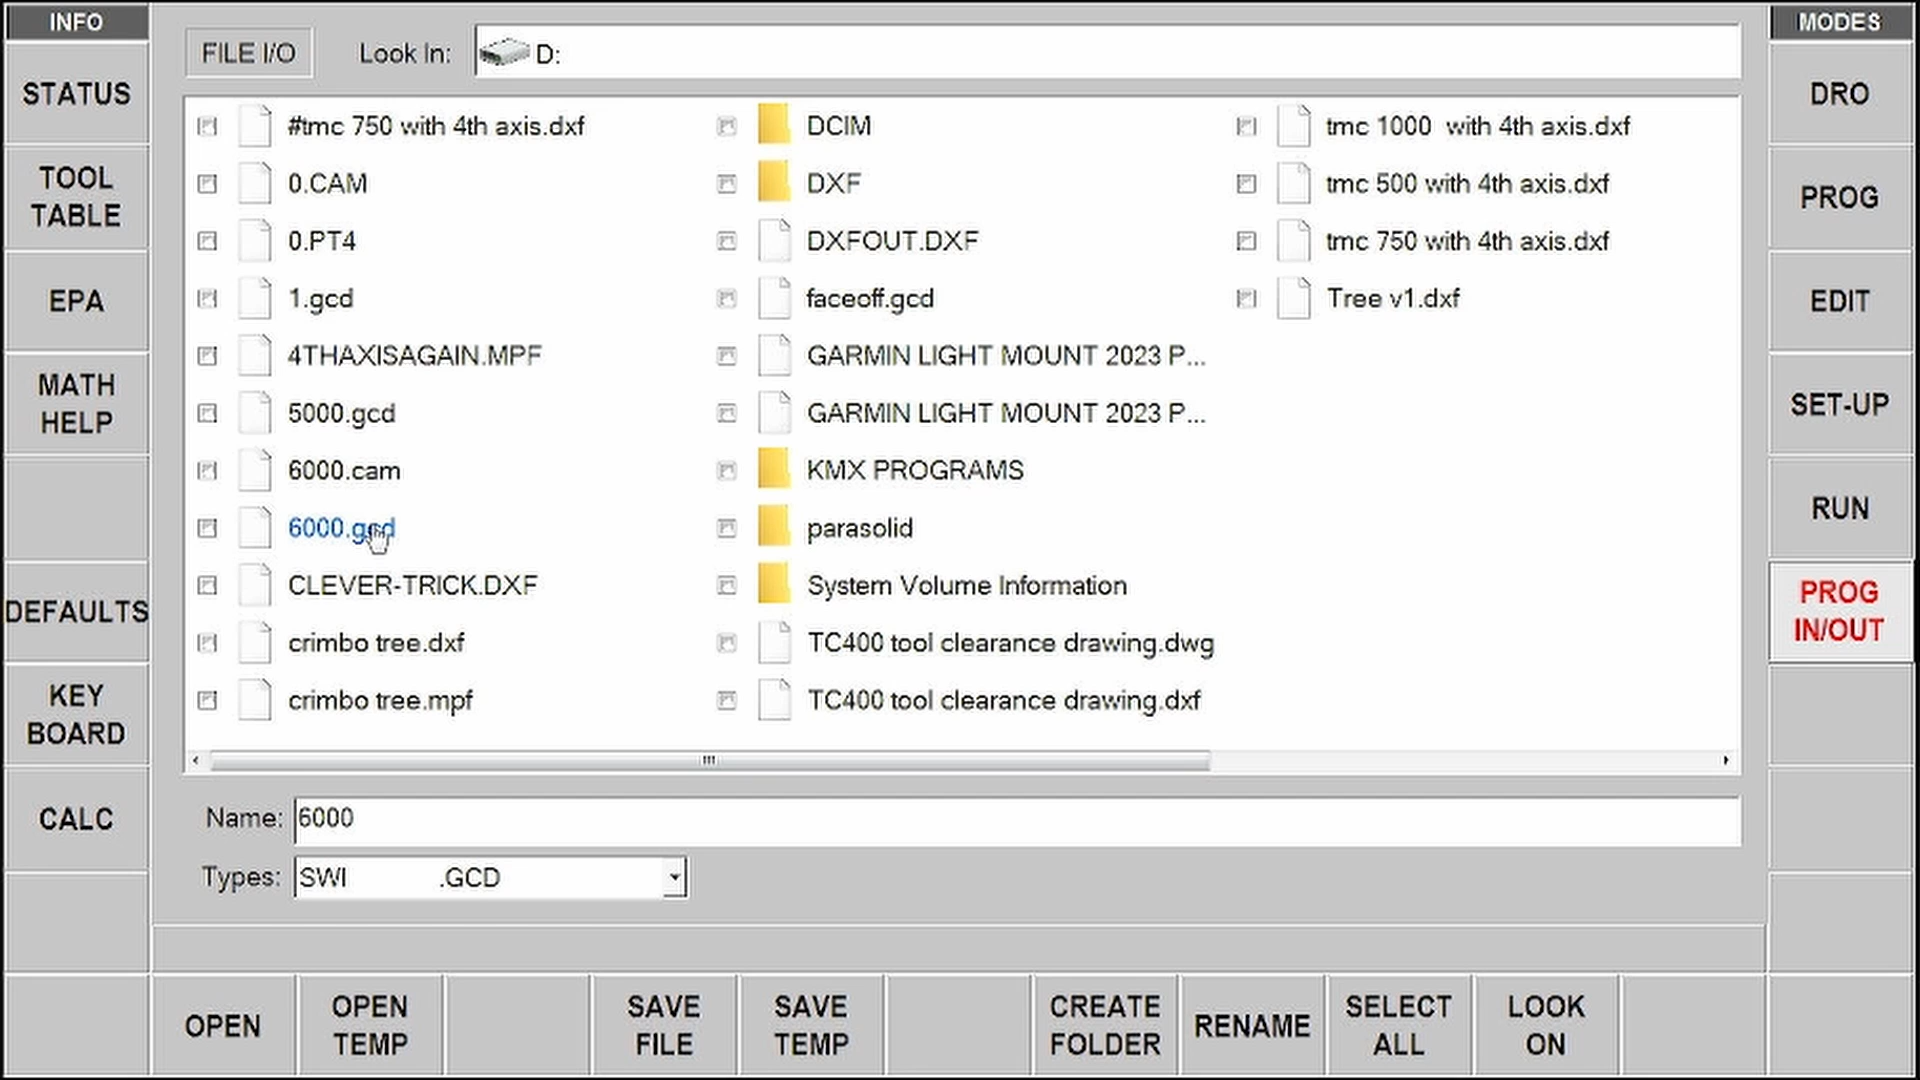 INFO
STATUS
TOOL
TABLE
EPA
MATH
HELP
DEFAULTS
KEY
BOARD
CALC
FILE I/O
Look In:
D:
#tmc 750 with 4th axis.dxf
0.CAM
0.PT4
1.gcd
4THAXISAGAIN.MPF
5000.gcd
6000.cam
6000.gcd
CLEVER-TRICK.DXF
crimbo tree.dxf
crimbo tree.mpf
DCIM
DXF
DXFOUT.DXF
faceoff.gcd
GARMIN LIGHT MOUNT 2023 P...
GARMIN LIGHT MOUNT 2023 P...
KMX PROGRAMS
parasolid
System Volume Information
TC400 tool clearance drawing.dwg
TC400 tool clearance drawing.dxf
tmc 1000  with 4th axis.dxf
tmc 500 with 4th axis.dxf
tmc 750 with 4th axis.dxf
Tree v1.dxf
Name: 6000
Types: SWI .GCD
OPEN
OPEN
TEMP
SAVE
FILE
SAVE
TEMP
CREATE
FOLDER
RENAME
SELECT
ALL
LOOK
ON
MODES
DRO
PROG
EDIT
SET-UP
RUN
PROG
IN/OUT